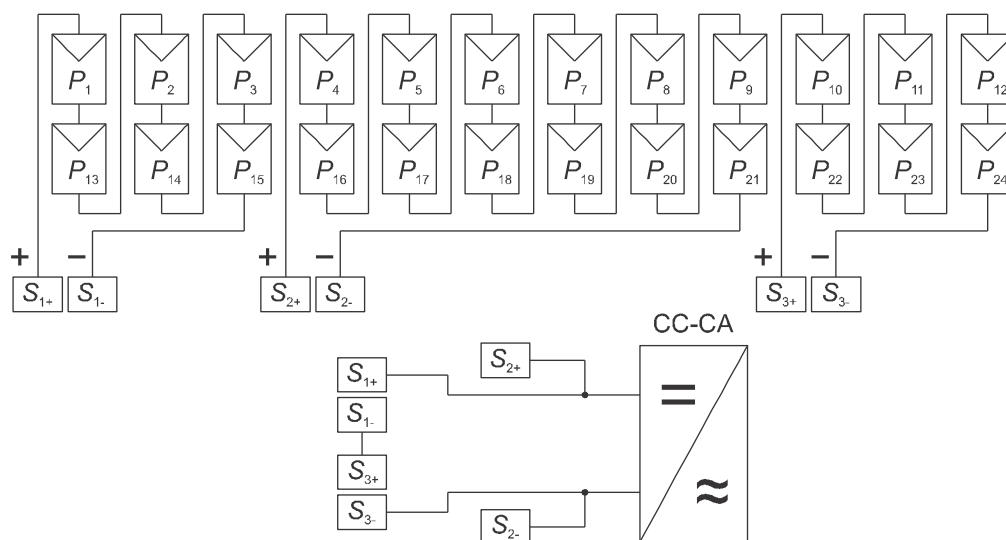 P1 P2 P3 P4 P5 P6 P7 P8 P9 P10 P11 P12
P13 P14 P15 P16 P17 P18 P19 P20 P21 P22 P23 P24
+ − + − + −
S1+ S1- S2+ S2- S3+ S3-
CC-CA
S2+
S1+
=
S1-
S3+
≈
S3-
S2-